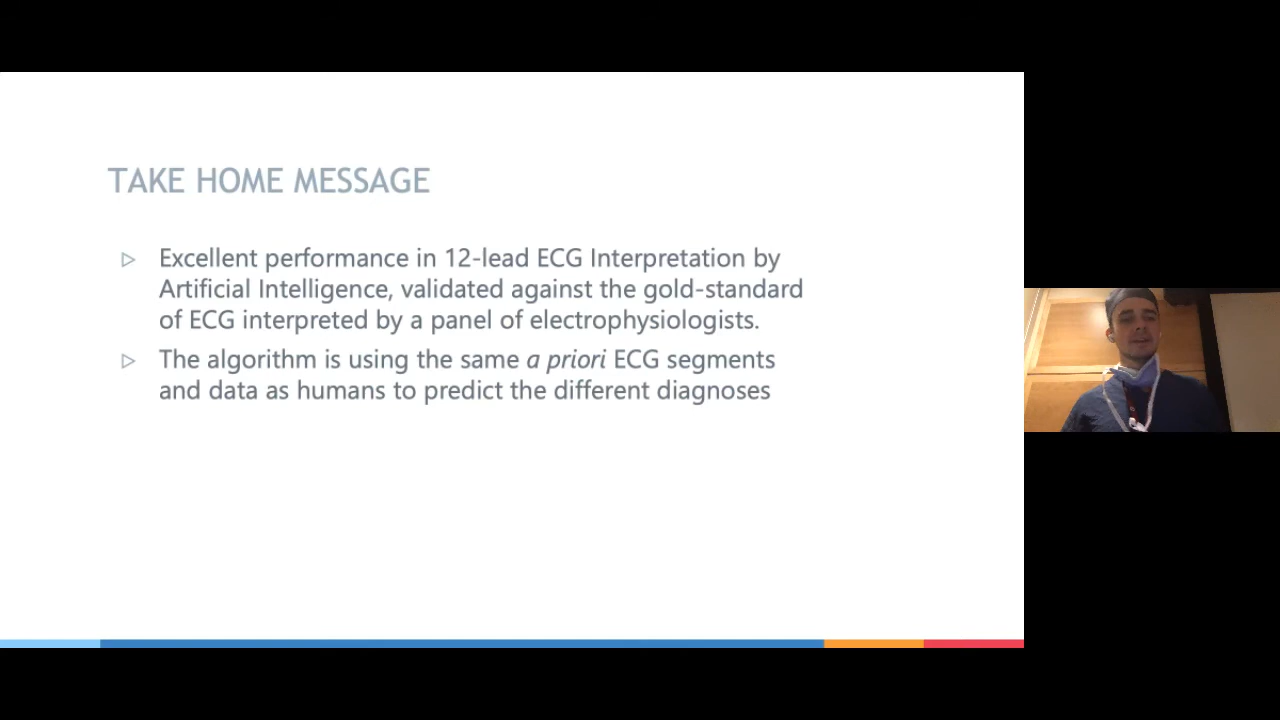 TAKE HOME MESSAGE
Excellent performance in 12-lead ECG Interpretation by
Artificial Intelligence, validated against the gold-standard
of ECG interpreted by a panel of electrophysiologists.
The algorithm is using the same a priori ECG segments
and data as humans to predict the different diagnoses